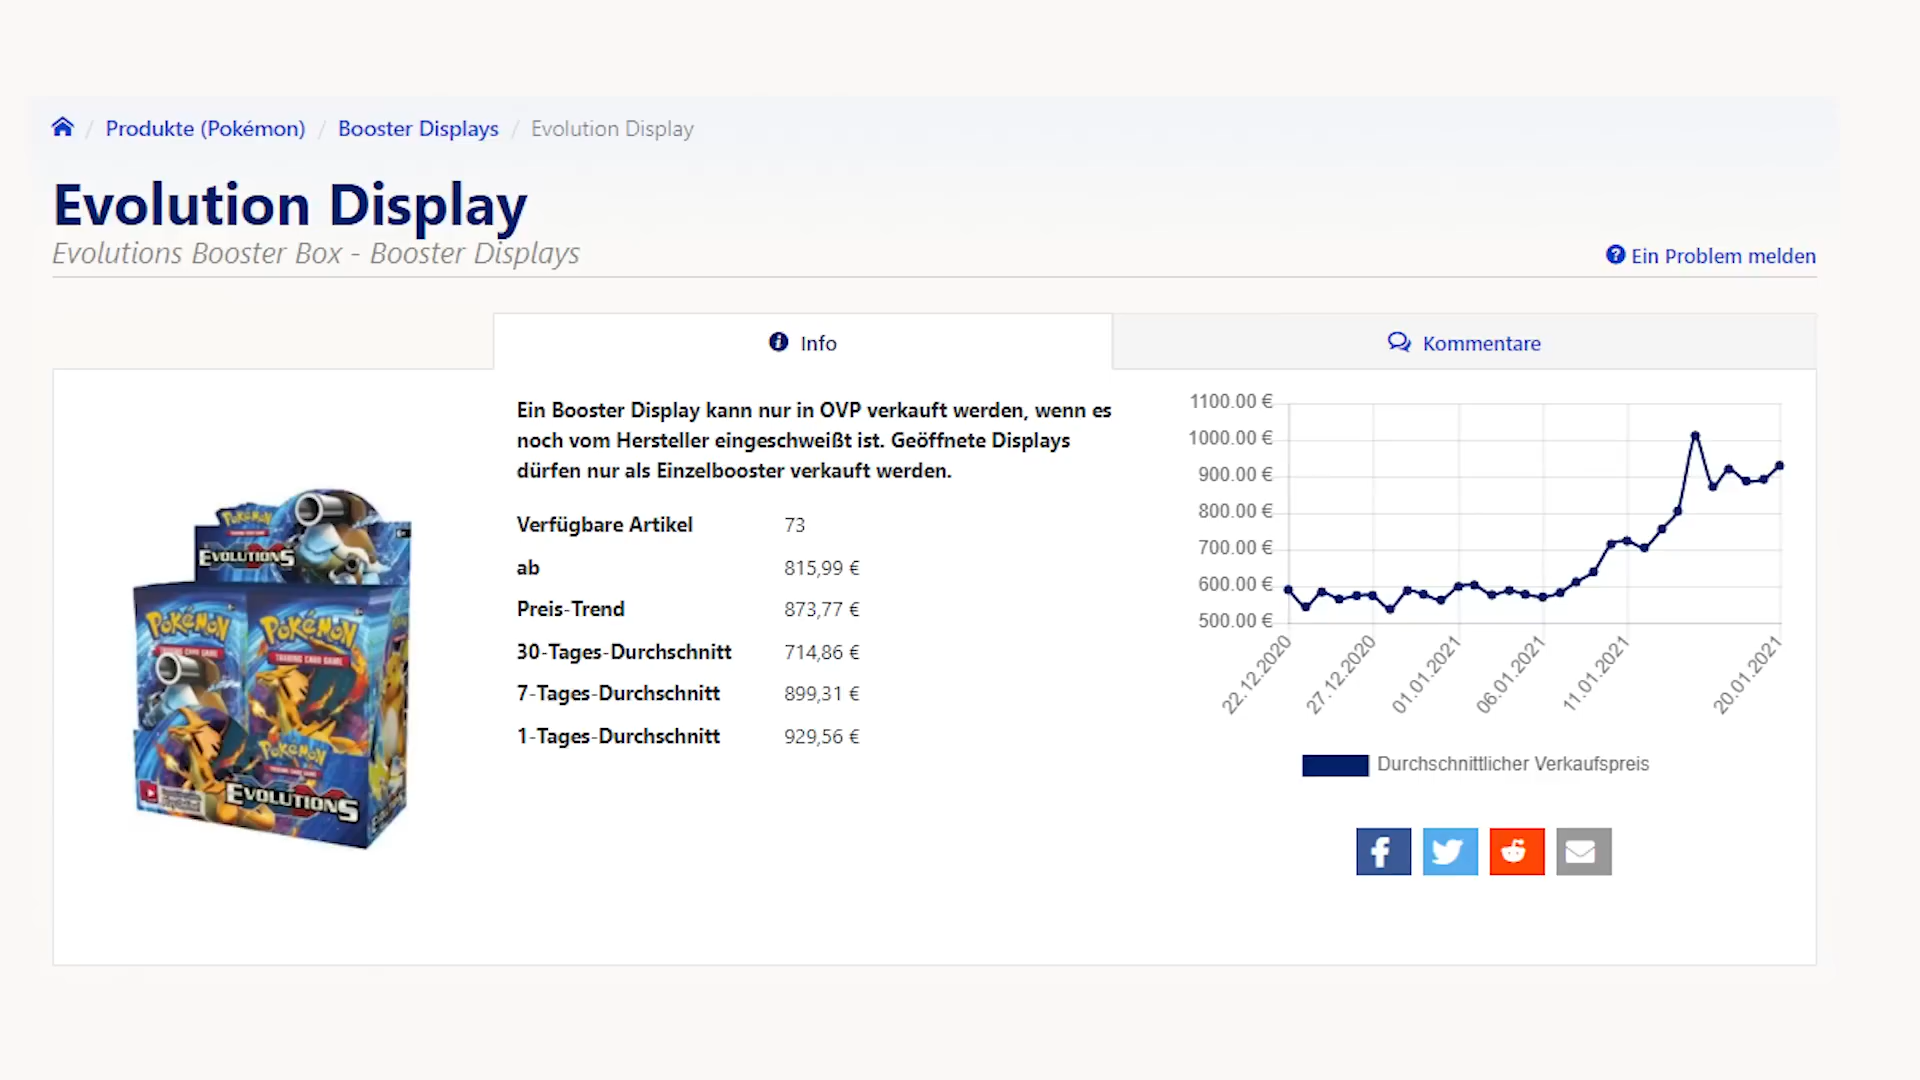 Produkte (Pokémon) / Booster Displays / Evolution Display
Evolution Display
Evolutions Booster Box - Booster Displays
Ein Problem melden
Info
Kommentare
Ein Booster Display kann nur in OVP verkauft werden, wenn es
noch vom Hersteller eingeschweißt ist. Geöffnete Displays
dürfen nur als Einzelbooster verkauft werden.
Verfügbare Artikel 73
ab 815,99 €
Preis-Trend 873,77 €
30-Tages-Durchschnitt 714,86 €
7-Tages-Durchschnitt 899,31 €
1-Tages-Durchschnitt 929,56 €
1100.00 €
1000.00 €
900.00 €
800.00 €
700.00 €
600.00 €
500.00 €
22.12.2020
27.12.2020
01.01.2021
06.01.2021
11.01.2021
20.01.2021
Durchschnittlicher Verkaufspreis
Pokémon
EVOLUTIONS
Pokémon
Pokémon
TRADING CARD GAME
Pokémon
EVOLUTIONS